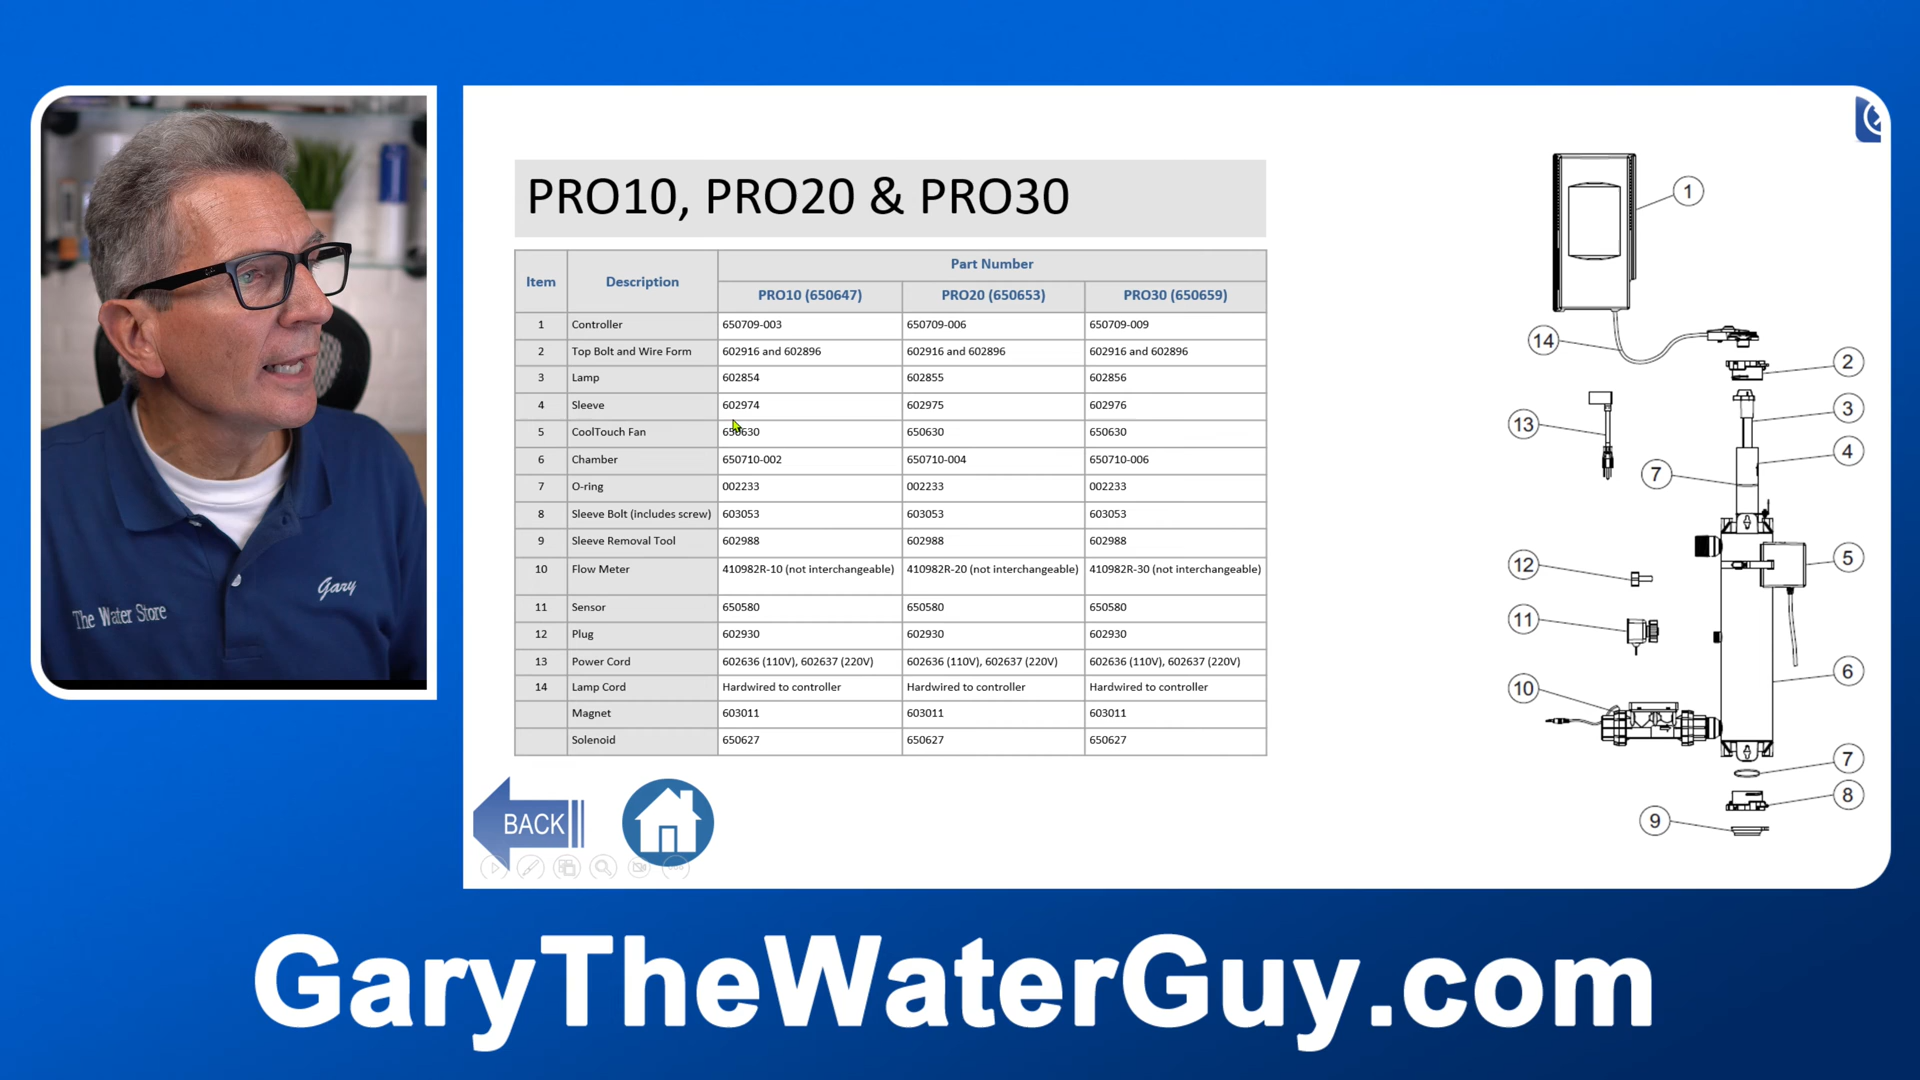 PRO10, PRO20 & PRO30
Item Description Part Number
PRO10 (650647) PRO20 (650653) PRO30 (650659)
1 Controller 650709-003 650709-006 650709-009
2 Top Bolt and Wire Form 602916 and 602896 602916 and 602896 602916 and 602896
3 Lamp 602854 602855 602856
4 Sleeve 602974 602975 602976
5 CoolTouch Fan 650630 650630 650630
6 Chamber 650710-002 650710-004 650710-006
7 O-ring 002233 002233 002233
8 Sleeve Bolt (includes screw) 603053 603053 603053
9 Sleeve Removal Tool 602988 602988 602988
10 Flow Meter 410982R-10 (not interchangeable) 410982R-20 (not interchangeable) 410982R-30 (not interchangeable)
11 Sensor 650580 650580 650580
12 Plug 602930 602930 602930
13 Power Cord 602636 (110V), 602637 (220V) 602636 (110V), 602637 (220V) 602636 (110V), 602637 (220V)
14 Lamp Cord Hardwired to controller Hardwired to controller Hardwired to controller
Magnet 603011 603011 603011
Solenoid 650627 650627 650627
1
14
2
3
13
4
7
5
12
11
6
10
7
8
9
BACK
The Water Store
Gary
GaryTheWaterGuy.com